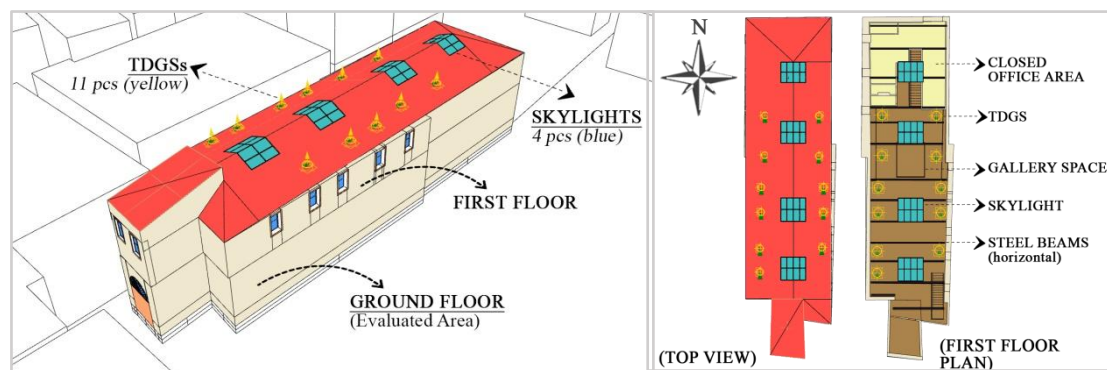 TDGSs
11 pcs (yellow)
SKYLIGHTS
4 pcs (blue)
FIRST FLOOR
GROUND FLOOR
(Evaluated Area)
N
CLOSED
OFFICE AREA
TDGS
GALLERY SPACE
SKYLIGHT
STEEL BEAMS
(horizontal)
(TOP VIEW)
(FIRST FLOOR
PLAN)